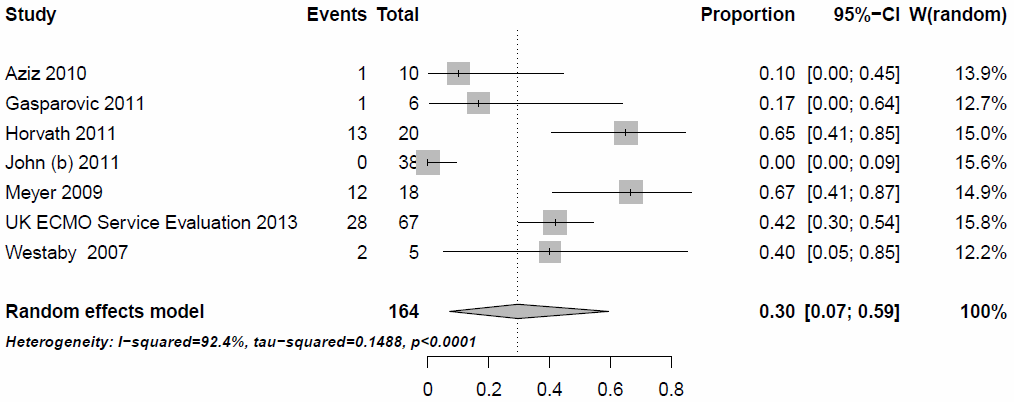 Study Events Total Proportion 95%−CI W(random)
Aziz 2010 1 10 0.10 [0.00; 0.45] 13.9%
Gasparovic 2011 1 6 0.17 [0.00; 0.64] 12.7%
Horvath 2011 13 20 0.65 [0.41; 0.85] 15.0%
John (b) 2011 0 38 0.00 [0.00; 0.09] 15.6%
Meyer 2009 12 18 0.67 [0.41; 0.87] 14.9%
UK ECMO Service Evaluation 2013 28 67 0.42 [0.30; 0.54] 15.8%
Westaby 2007 2 5 0.40 [0.05; 0.85] 12.2%
Random effects model 164 0.30 [0.07; 0.59] 100%
Heterogeneity: I−squared=92.4%, tau−squared=0.1488, p<0.0001
0 0.2 0.4 0.6 0.8